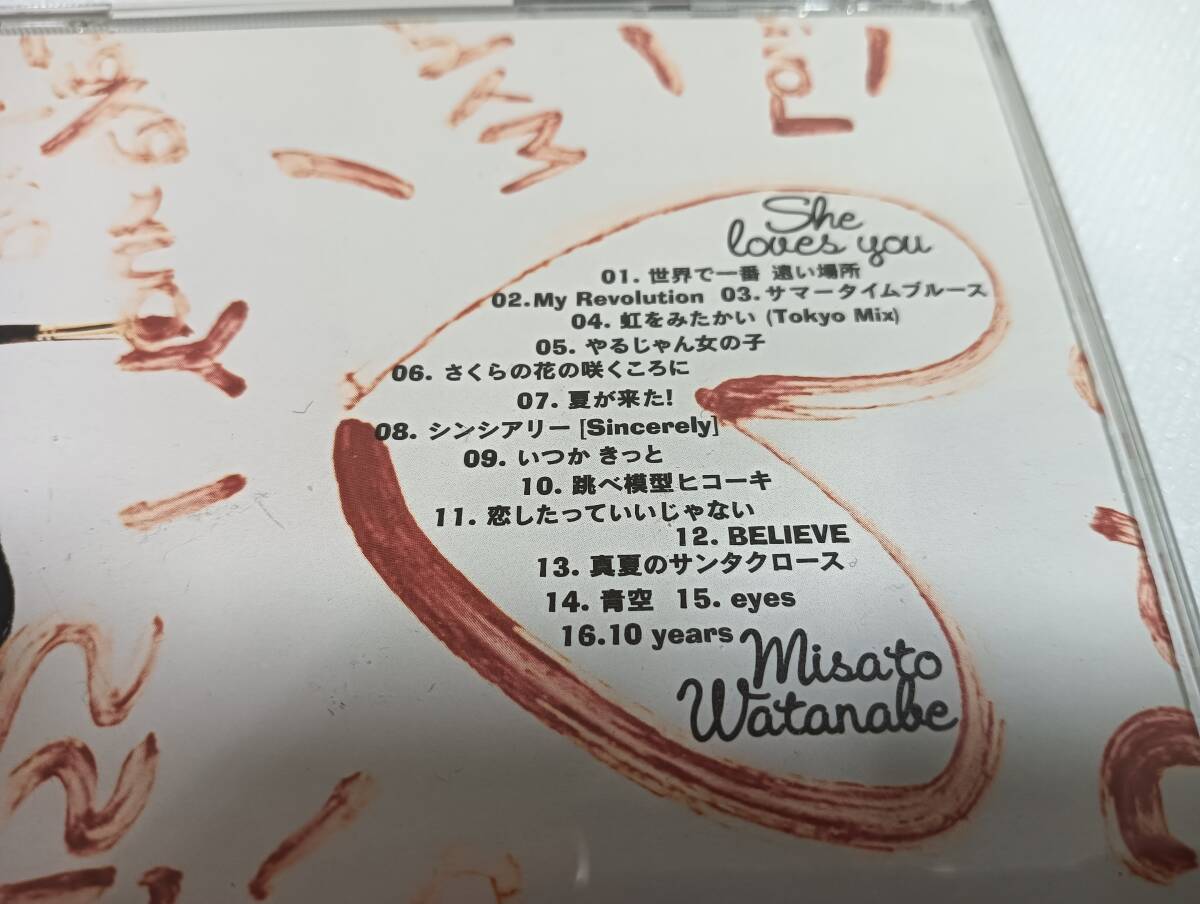 She
loves you
01. 世界で一番 遠い場所
02.My Revolution 03.サマータイムブルース
04. 虹をみたかい (Tokyo Mix)
05. やるじゃん女の子
06. さくらの花の咲くころに
07. 夏が来た!
08. シンシアリー [Sincerely]
09. いつか きっと
10. 跳べ模型ヒコーキ
11. 恋したっていいじゃない
12. BELIEVE
13. 真夏のサンタクロース
14. 青空 15. eyes
16.10 years
Misato
Watanabe